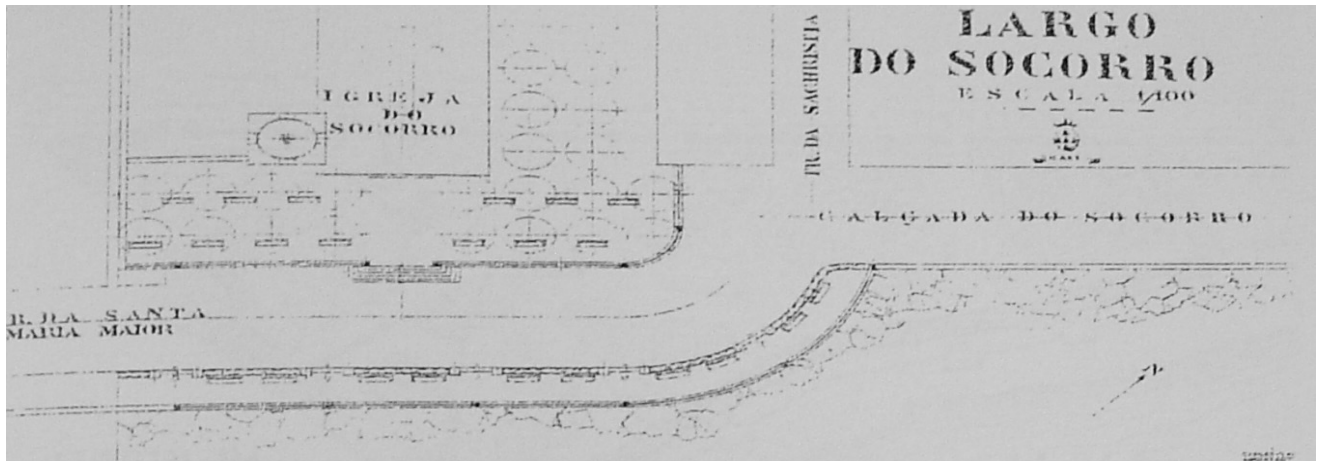 LARGO
DO SOCORRO
ESCALA 1/100
TR. DA SACHRISTIA
IGREJA
DO
SOCORRO
CALÇADA DO SOCORRO
R. DA SANTA
MARIA MAIOR
N